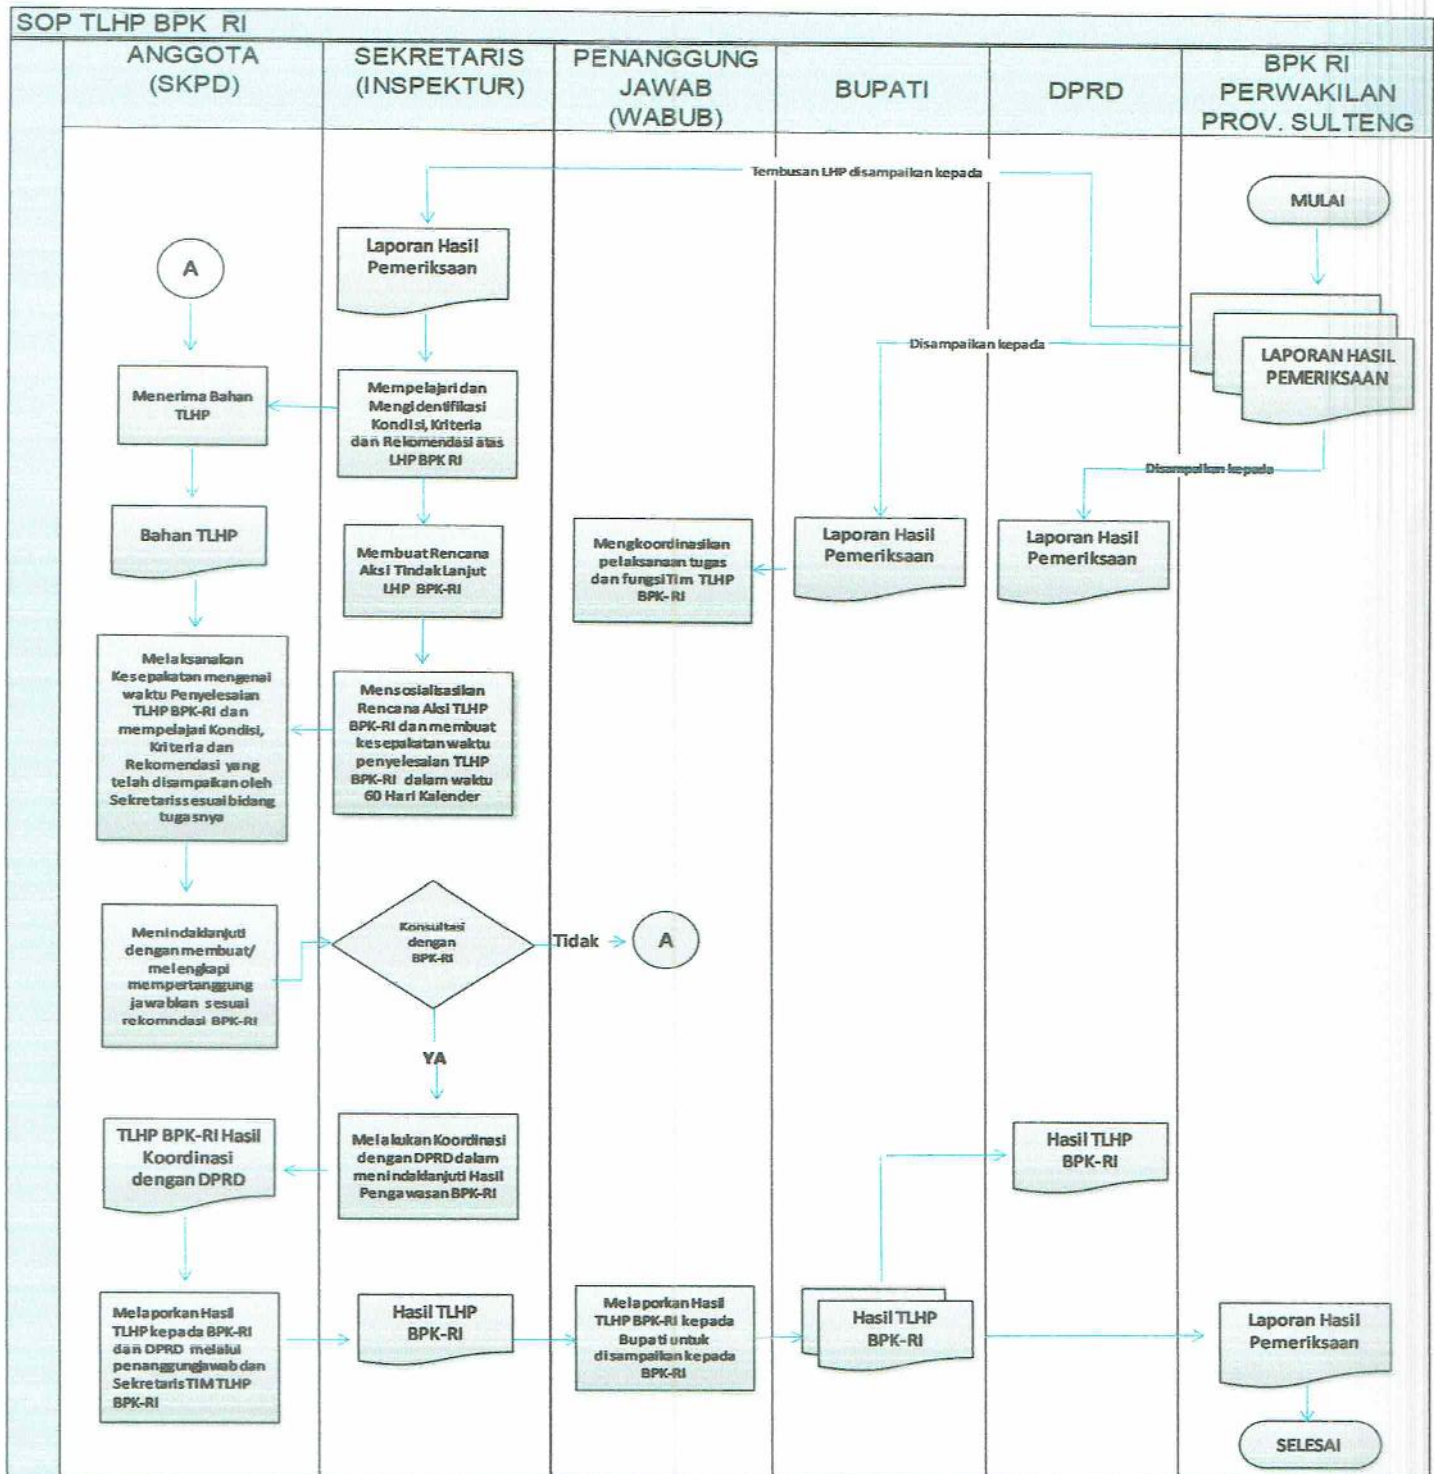 SOP TLHP BPK RI
ANGGOTA
(SKPD)
SEKRETARIS
(INSPEKTUR)
PENANGGUNG
JAWAB
(WABUB)
BUPATI
DPRD
BPK RI
PERWAKILAN
PROV. SULTENG
Tembusan LHP disampaikan kepada
MULAI
A
Laporan Hasil
Pemeriksaan
Disampaikan kepada
LAPORAN HASIL
PEMERIKSAAN
Menerima Bahan
TLHP
Mempelajari dan
Mengidentifikasi
Kondisi, Kriteria
dan Rekomendasi atas
LHP BPK RI
Disampaikan kepada
Bahan TLHP
Membuat Rencana
Aksi Tindak Lanjut
LHP BPK-RI
Mengkoordinasikan
pelaksanaan tugas
dan fungsi Tim TLHP
BPK-RI
Laporan Hasil
Pemeriksaan
Laporan Hasil
Pemeriksaan
Melaksanakan
Kesepakatan mengenai
waktu Penyelesaian
TLHP BPK-RI dan
mempelajari Kondisi,
Kriteria dan
Rekomendasi yang
telah disampaikan oleh
Sekretaris sesuai bidang
tugasnya
Mensosialisasikan
Rencana Aksi TLHP
BPK-RI dan membuat
kesepakatan waktu
penyelesaian TLHP
BPK-RI dalam waktu
60 Hari Kalender
Menindaklanjuti
dengan membuat/
melengkapi
mempertanggung
jawabkan sesuai
rekomndasi BPK-RI
Konsultasi
dengan
BPK-RI
Tidak
A
YA
TLHP BPK-RI Hasil
Koordinasi
dengan DPRD
Melakukan Koordinasi
dengan DPRD dalam
menindaklanjuti Hasil
Pengawasan BPK-RI
Hasil TLHP
BPK-RI
Melaporkan Hasil
TLHP kepada BPK-RI
dan DPRD melalui
penanggungjawab dan
Sekretaris TIM TLHP
BPK-RI
Hasil TLHP
BPK-RI
Melaporkan Hasil
TLHP BPK-RI kepada
Bupati untuk
disampaikan kepada
BPK-RI
Hasil TLHP
BPK-RI
Laporan Hasil
Pemeriksaan
SELESAI